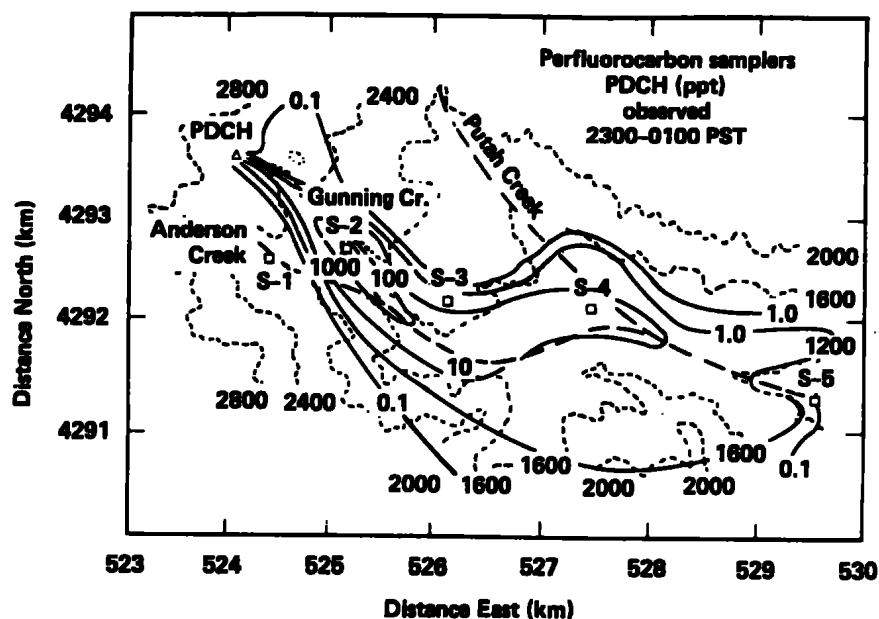 Perfluorocarbon samplers
PDCH (ppt)
observed
2300–0100 PST
2800
0.1
2400
4294
PDCH
Putah Creek
Gunning Cr.
4293
S-2
Anderson
Creek
2000
S-1
1000
100
S-3
S-4
1600
1.0
4292
1.0
1200
10
S-5
2800
2400
0.1
4291
1600
1600
0.1
2000
1600
2000
2000
Distance North (km)
523
524
525
526
527
528
529
530
Distance East (km)